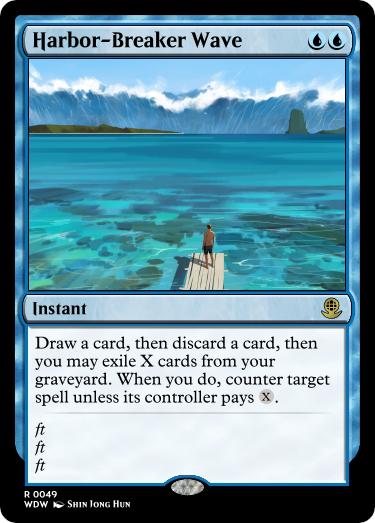 Harbor-Breaker Wave
Instant
Draw a card, then discard a card, then
you may exile X cards from your
graveyard. When you do, counter target
spell unless its controller pays X.
ft
ft
ft
R 0049
WDW Shin Jong Hun